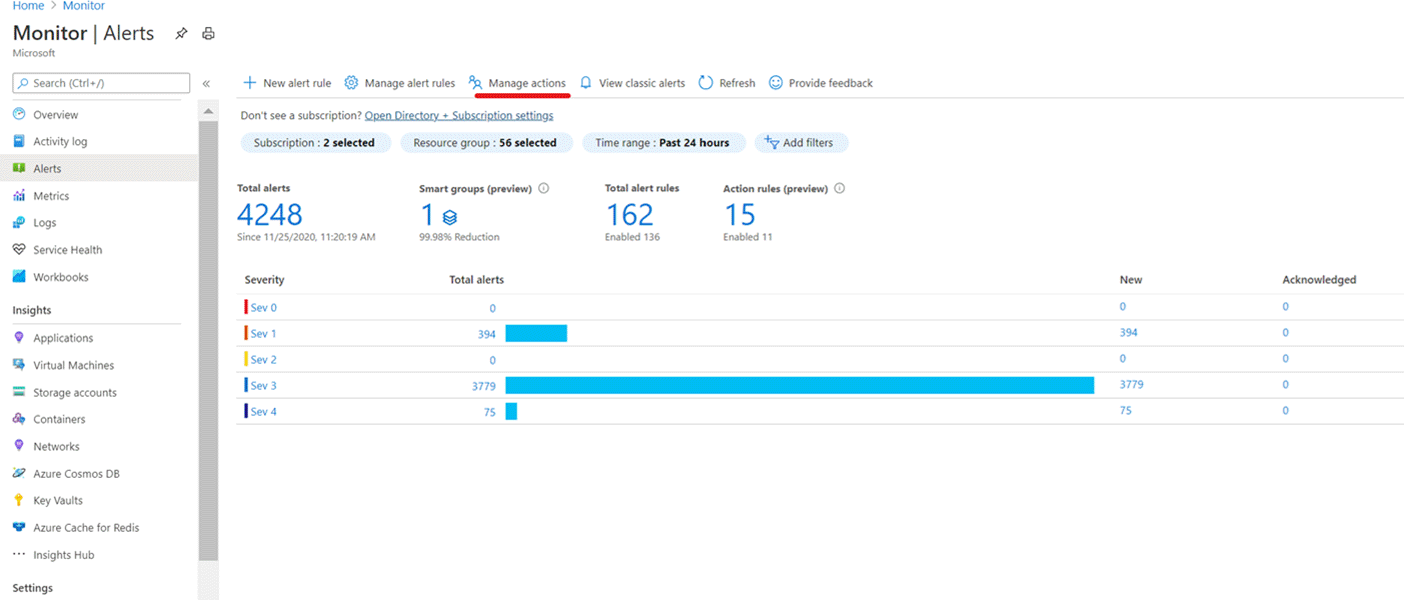 Home > Monitor
Monitor | Alerts
Microsoft
Search (Ctrl+/)
«
Overview
Activity log
Alerts
Metrics
Logs
Service Health
Workbooks
Insights
Applications
Virtual Machines
Storage accounts
Containers
Networks
Azure Cosmos DB
Key Vaults
Azure Cache for Redis
Insights Hub
Settings
New alert rule Manage alert rules Manage actions View classic alerts Refresh Provide feedback
Don't see a subscription? Open Directory + Subscription settings
Subscription : 2 selected Resource group : 56 selected Time range : Past 24 hours Add filters
Total alerts Smart groups (preview) Total alert rules Action rules (preview)
4248 1 162 15
Since 11/25/2020, 11:20:19 AM 99.98% Reduction Enabled 136 Enabled 11
Severity Total alerts New Acknowledged
Sev 0 0 0 0
Sev 1 394 394 0
Sev 2 0 0 0
Sev 3 3779 3779 0
Sev 4 75 75 0